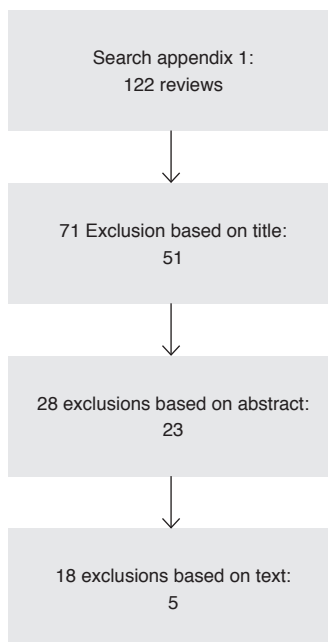 Search appendix 1:
122 reviews
71 Exclusion based on title:
51
28 exclusions based on abstract:
23
18 exclusions based on text:
5